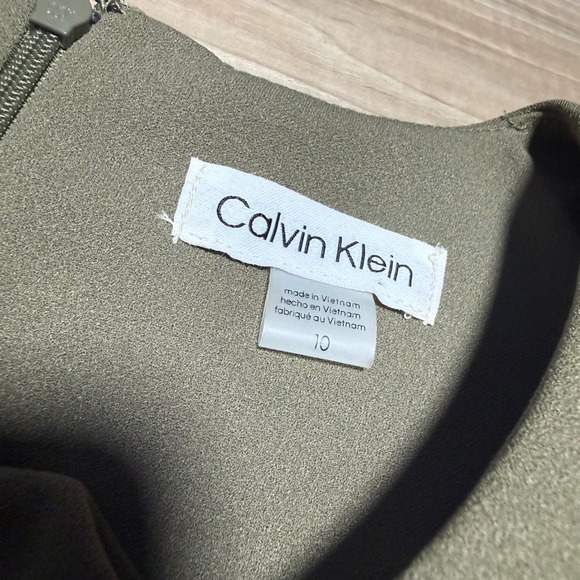 Calvin Klein
made in Vietnam
hecho en Vietnam
fabriqué au Vietnam
10